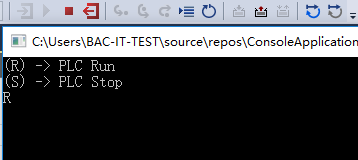 C:\Users\BAC-IT-TEST\source\repos\ConsoleApplication
(R) -> PLC Run
(S) -> PLC Stop
R